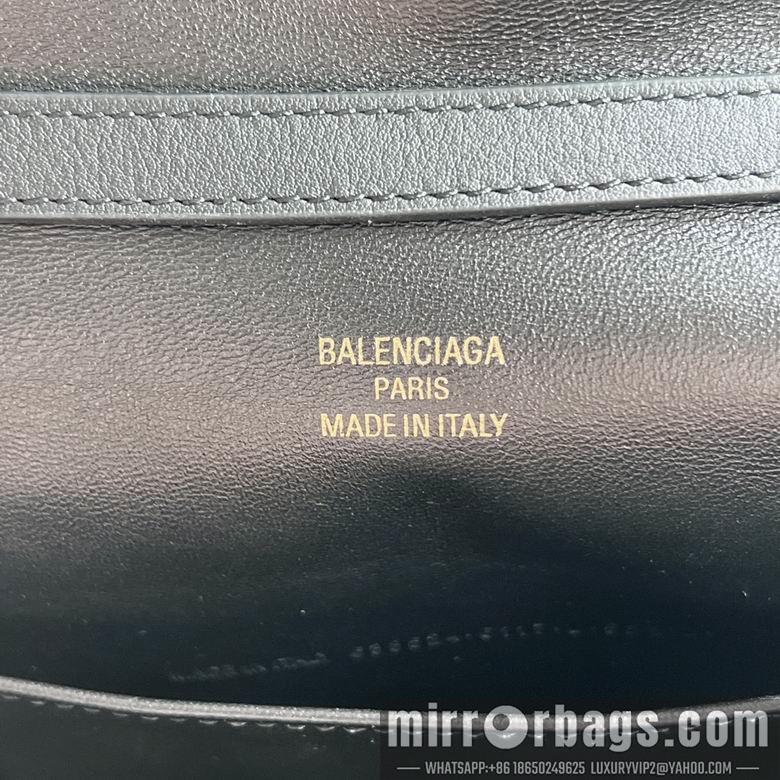 BALENCIAGA
PARIS
MADE IN ITALY
mirrorbags.com
WHATSAPP:+86 18650249625 LUXURYVIP2@YAHOO.COM